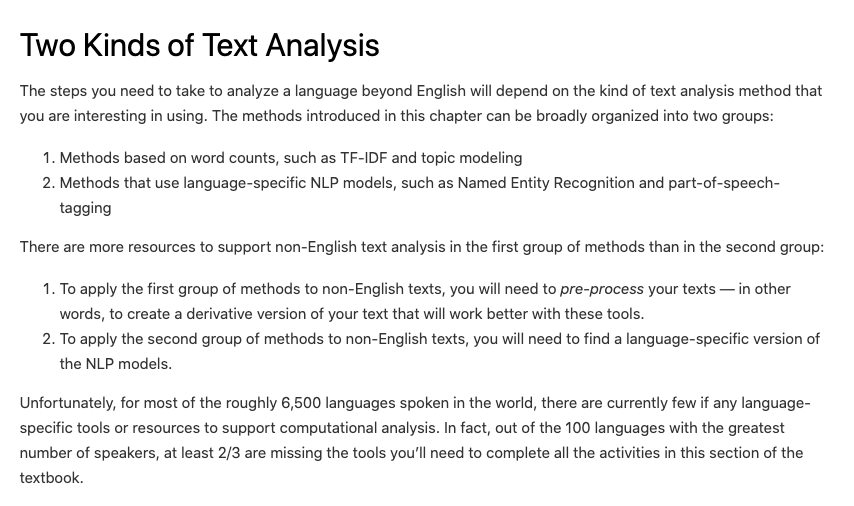 Two Kinds of Text Analysis
The steps you need to take to analyze a language beyond English will depend on the kind of text analysis method that
you are interesting in using. The methods introduced in this chapter can be broadly organized into two groups:
1. Methods based on word counts, such as TF-IDF and topic modeling
2. Methods that use language-specific NLP models, such as Named Entity Recognition and part-of-speech-
tagging
There are more resources to support non-English text analysis in the first group of methods than in the second group:
1. To apply the first group of methods to non-English texts, you will need to pre-process your texts — in other
words, to create a derivative version of your text that will work better with these tools.
2. To apply the second group of methods to non-English texts, you will need to find a language-specific version of
the NLP models.
Unfortunately, for most of the roughly 6,500 languages spoken in the world, there are currently few if any language-
specific tools or resources to support computational analysis. In fact, out of the 100 languages with the greatest
number of speakers, at least 2/3 are missing the tools you’ll need to complete all the activities in this section of the
textbook.